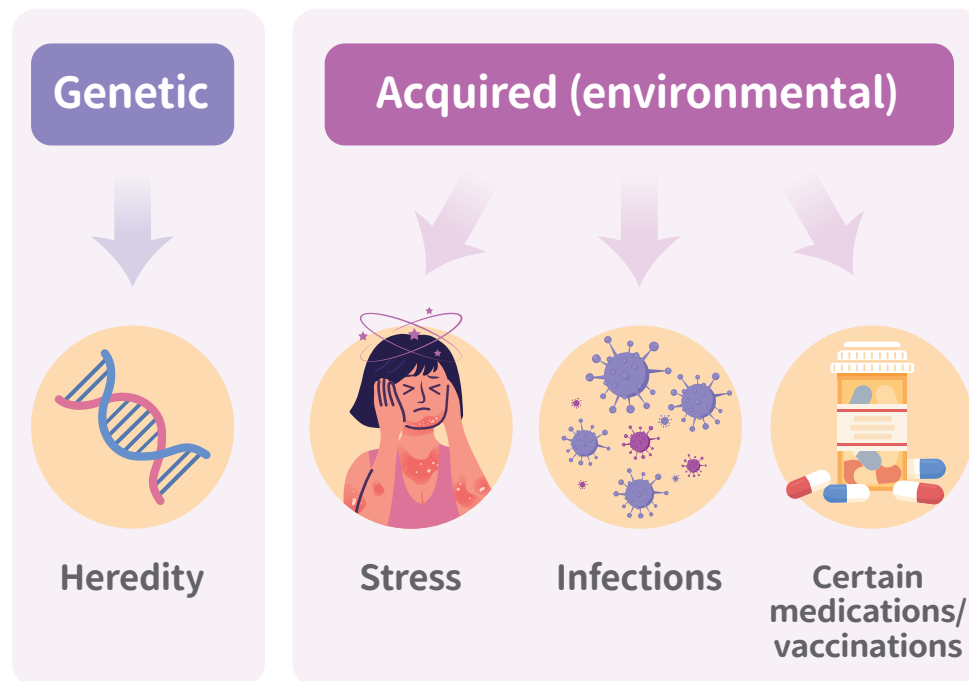 Genetic
Acquired (environmental)
Heredity
Stress
Infections
Certain
medications/
vaccinations